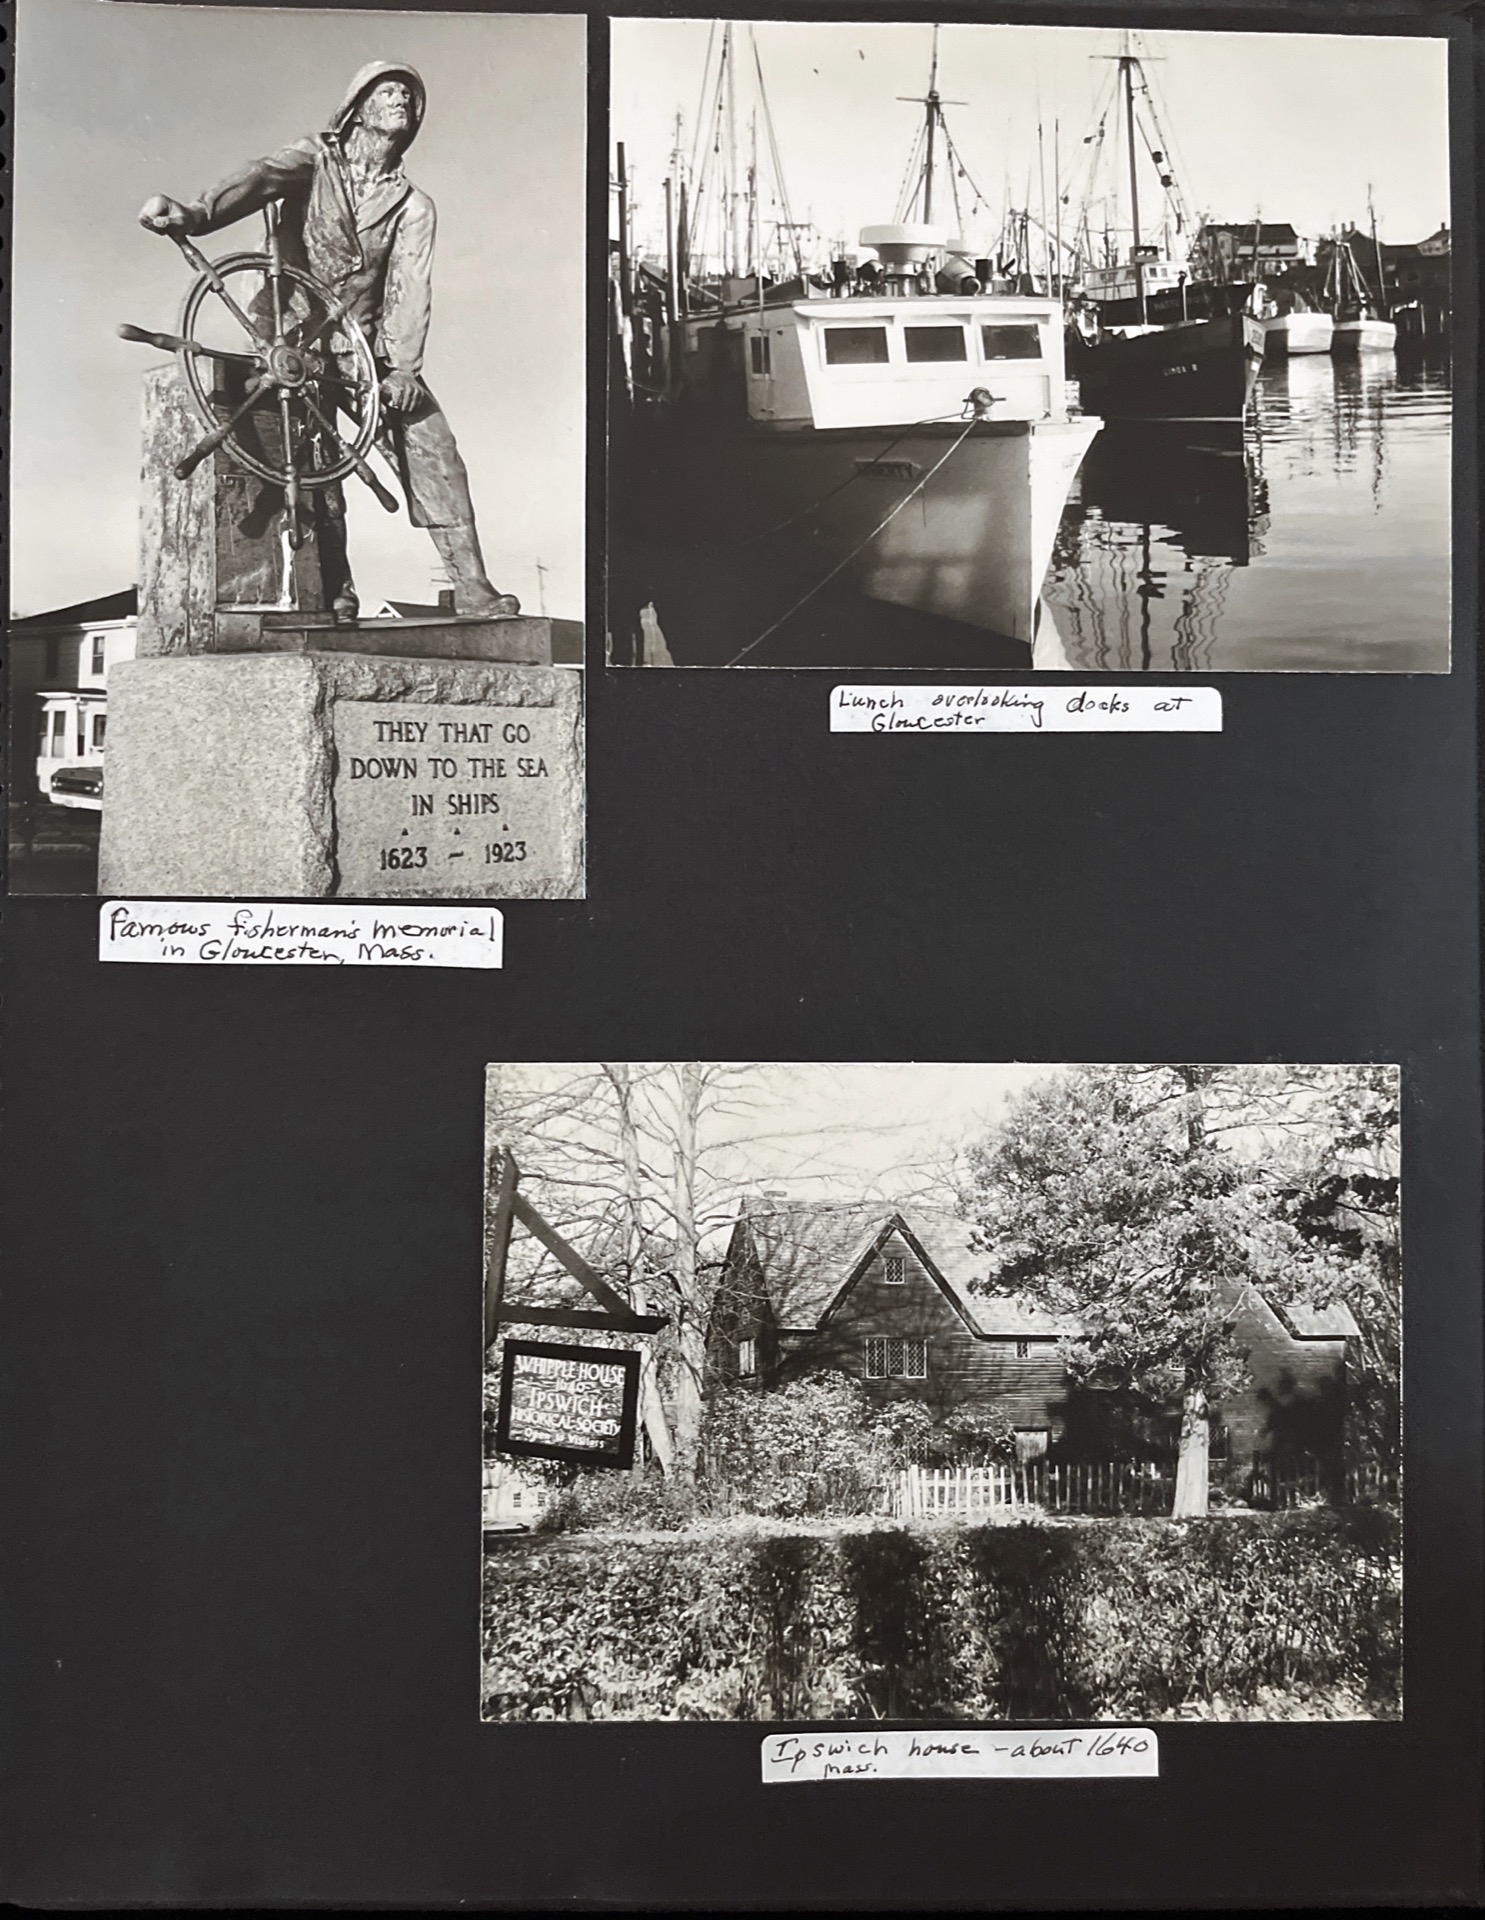 THEY THAT GO
DOWN TO THE SEA
IN SHIPS
1623 - 1923
Famous fisherman's memorial
in Gloucester, Mass.
LINDA B
Lunch overlooking docks at
Gloucester
WHIPPLE HOUSE
1640
IPSWICH
HISTORICAL SOCIETY
Open to Visitors
Ipswich house - about 1640
Mass.